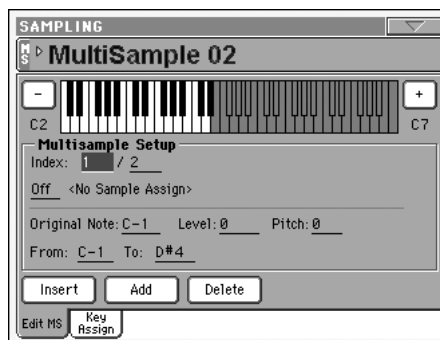 SAMPLING
MS MultiSample 02
- +
C2 C7
Multisample Setup
Index: 1 / 2
Off <No Sample Assign>
Original Note: C-1 Level: 0 Pitch: 0
From: C-1 To: D#4
Insert Add Delete
Edit MS Key Assign